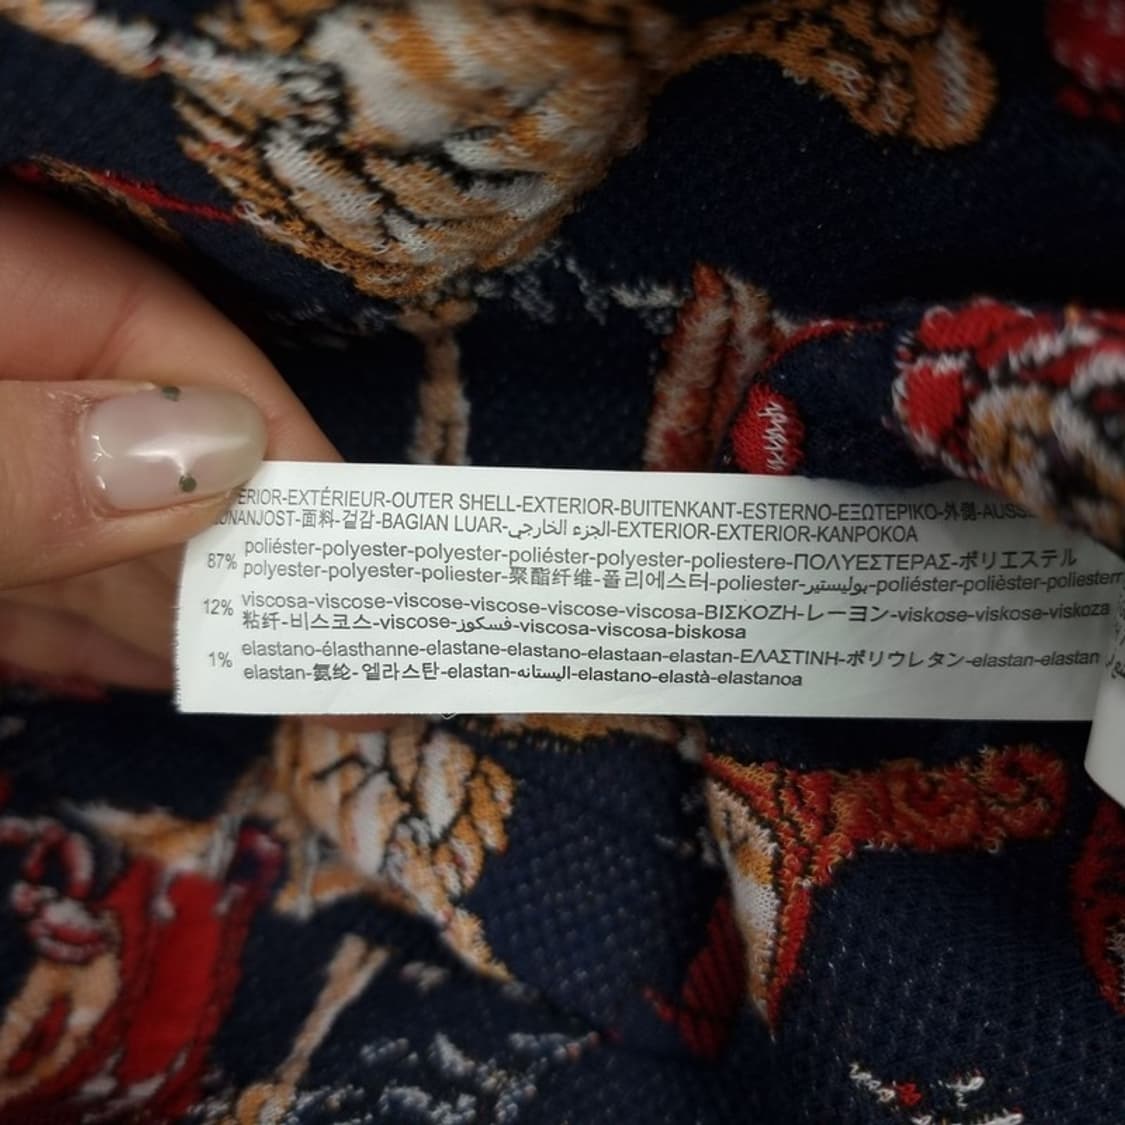 ERIOR-EXTÉRIEUR-OUTER SHELL-EXTERIOR-BUITENKANT-ESTERNO-ΕΞΩΤΕΡΙΚΟ-外側-AUSS
UNANJOST-面料-겉감-BAGIAN LUAR-الجزء الخارجي-EXTERIOR-EXTERIOR-KANPOKOA
87% poliéster-polyester-polyester-poliéster-polyester-poliestere-ΠΟΛΥΕΣΤΕΡΑΣ-ポリエステル
polyester-polyester-poliester-聚酯纤维-폴리에스터-poliester-بوليستير-poliéster-polièster-poliester
12% viscosa-viscose-viscose-viscose-viscose-viscosa-ΒΙΣΚΟΖΗ-レーヨン-viskose-viskose-viskoza
粘纤-비스코스-viscose-فسكوز-viscosa-viscosa-biskosa
1% elastano-élasthanne-elastane-elastano-elastaan-elastan-ΕΛΑΣΤΙΝΗ-ポリウレタン-elastan-elastan
elastan-氨纶-엘라스탄-elastan-اليستانه-elastano-elastà-elastanoa